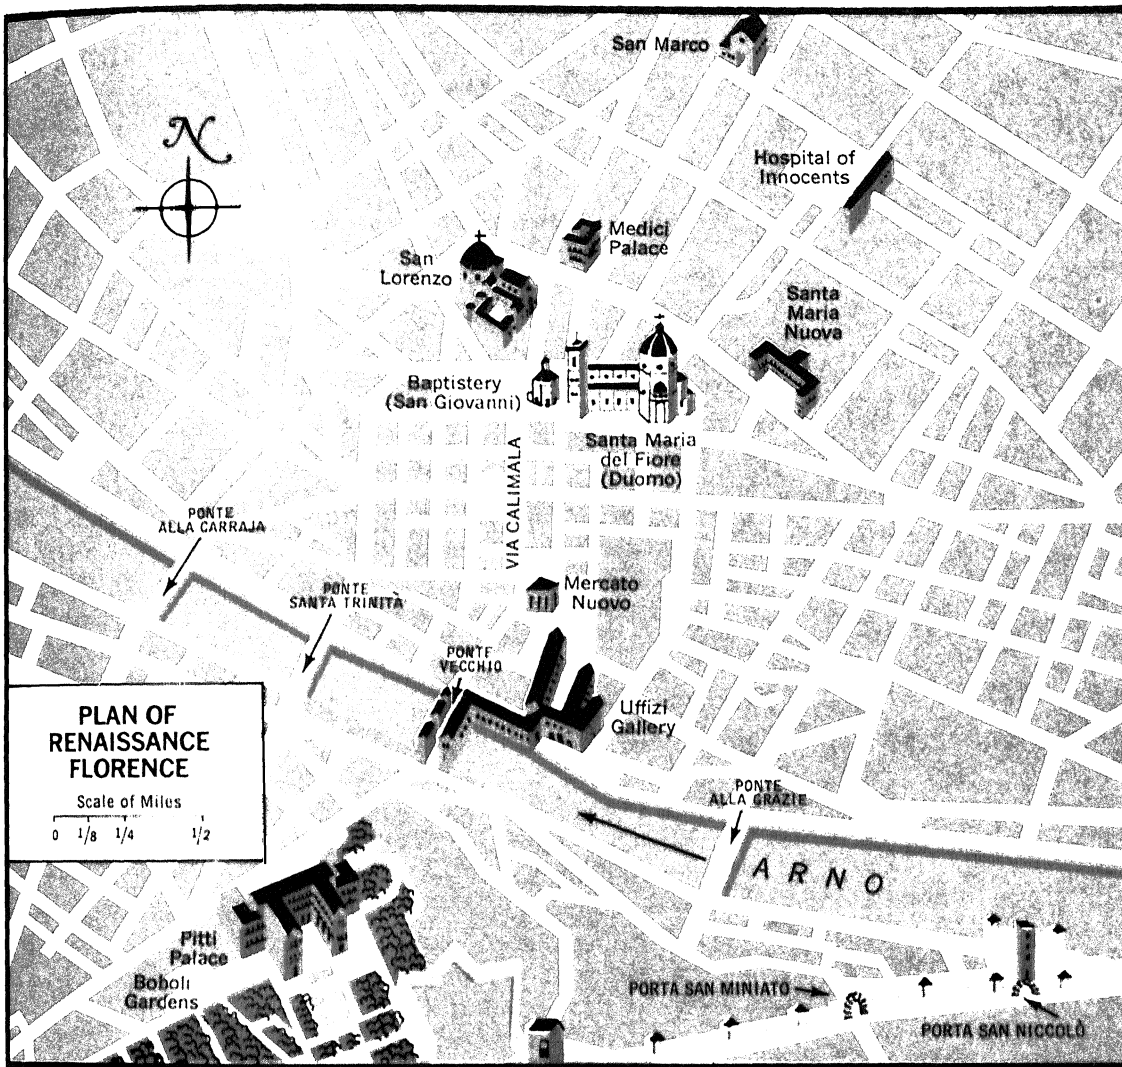 San Marco
N
Hospital of
Innocents
Medici
Palace
San
Lorenzo
Santa
Maria
Nuova
Baptistery
(San Giovanni)
Santa Maria
del Fiore
(Duomo)
VIA CALIMALA
PONTE
ALLA CARRAJA
PONTE
SANTA TRINITÀ
Mercato
Nuovo
PONTE
VECCHIO
Uffizi
Gallery
PLAN OF
RENAISSANCE
FLORENCE
Scale of Miles
0 1/8 1/4 1/2
PONTE
ALLA GRAZIE
ARNO
Pitti
Palace
Boboli
Gardens
PORTA SAN MINIATO
PORTA SAN NICCOLÒ